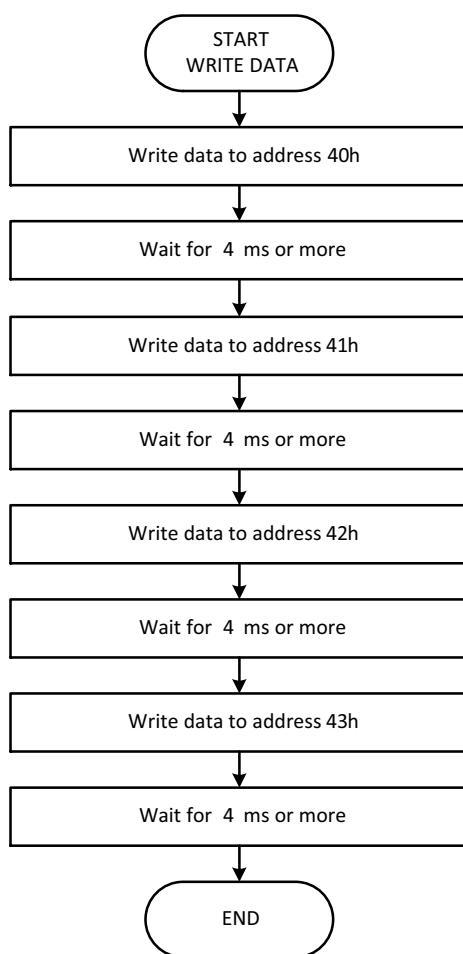 START
WRITE DATA
Write data to address 40h
Wait for 4 ms or more
Write data to address 41h
Wait for 4 ms or more
Write data to address 42h
Wait for 4 ms or more
Write data to address 43h
Wait for 4 ms or more
END